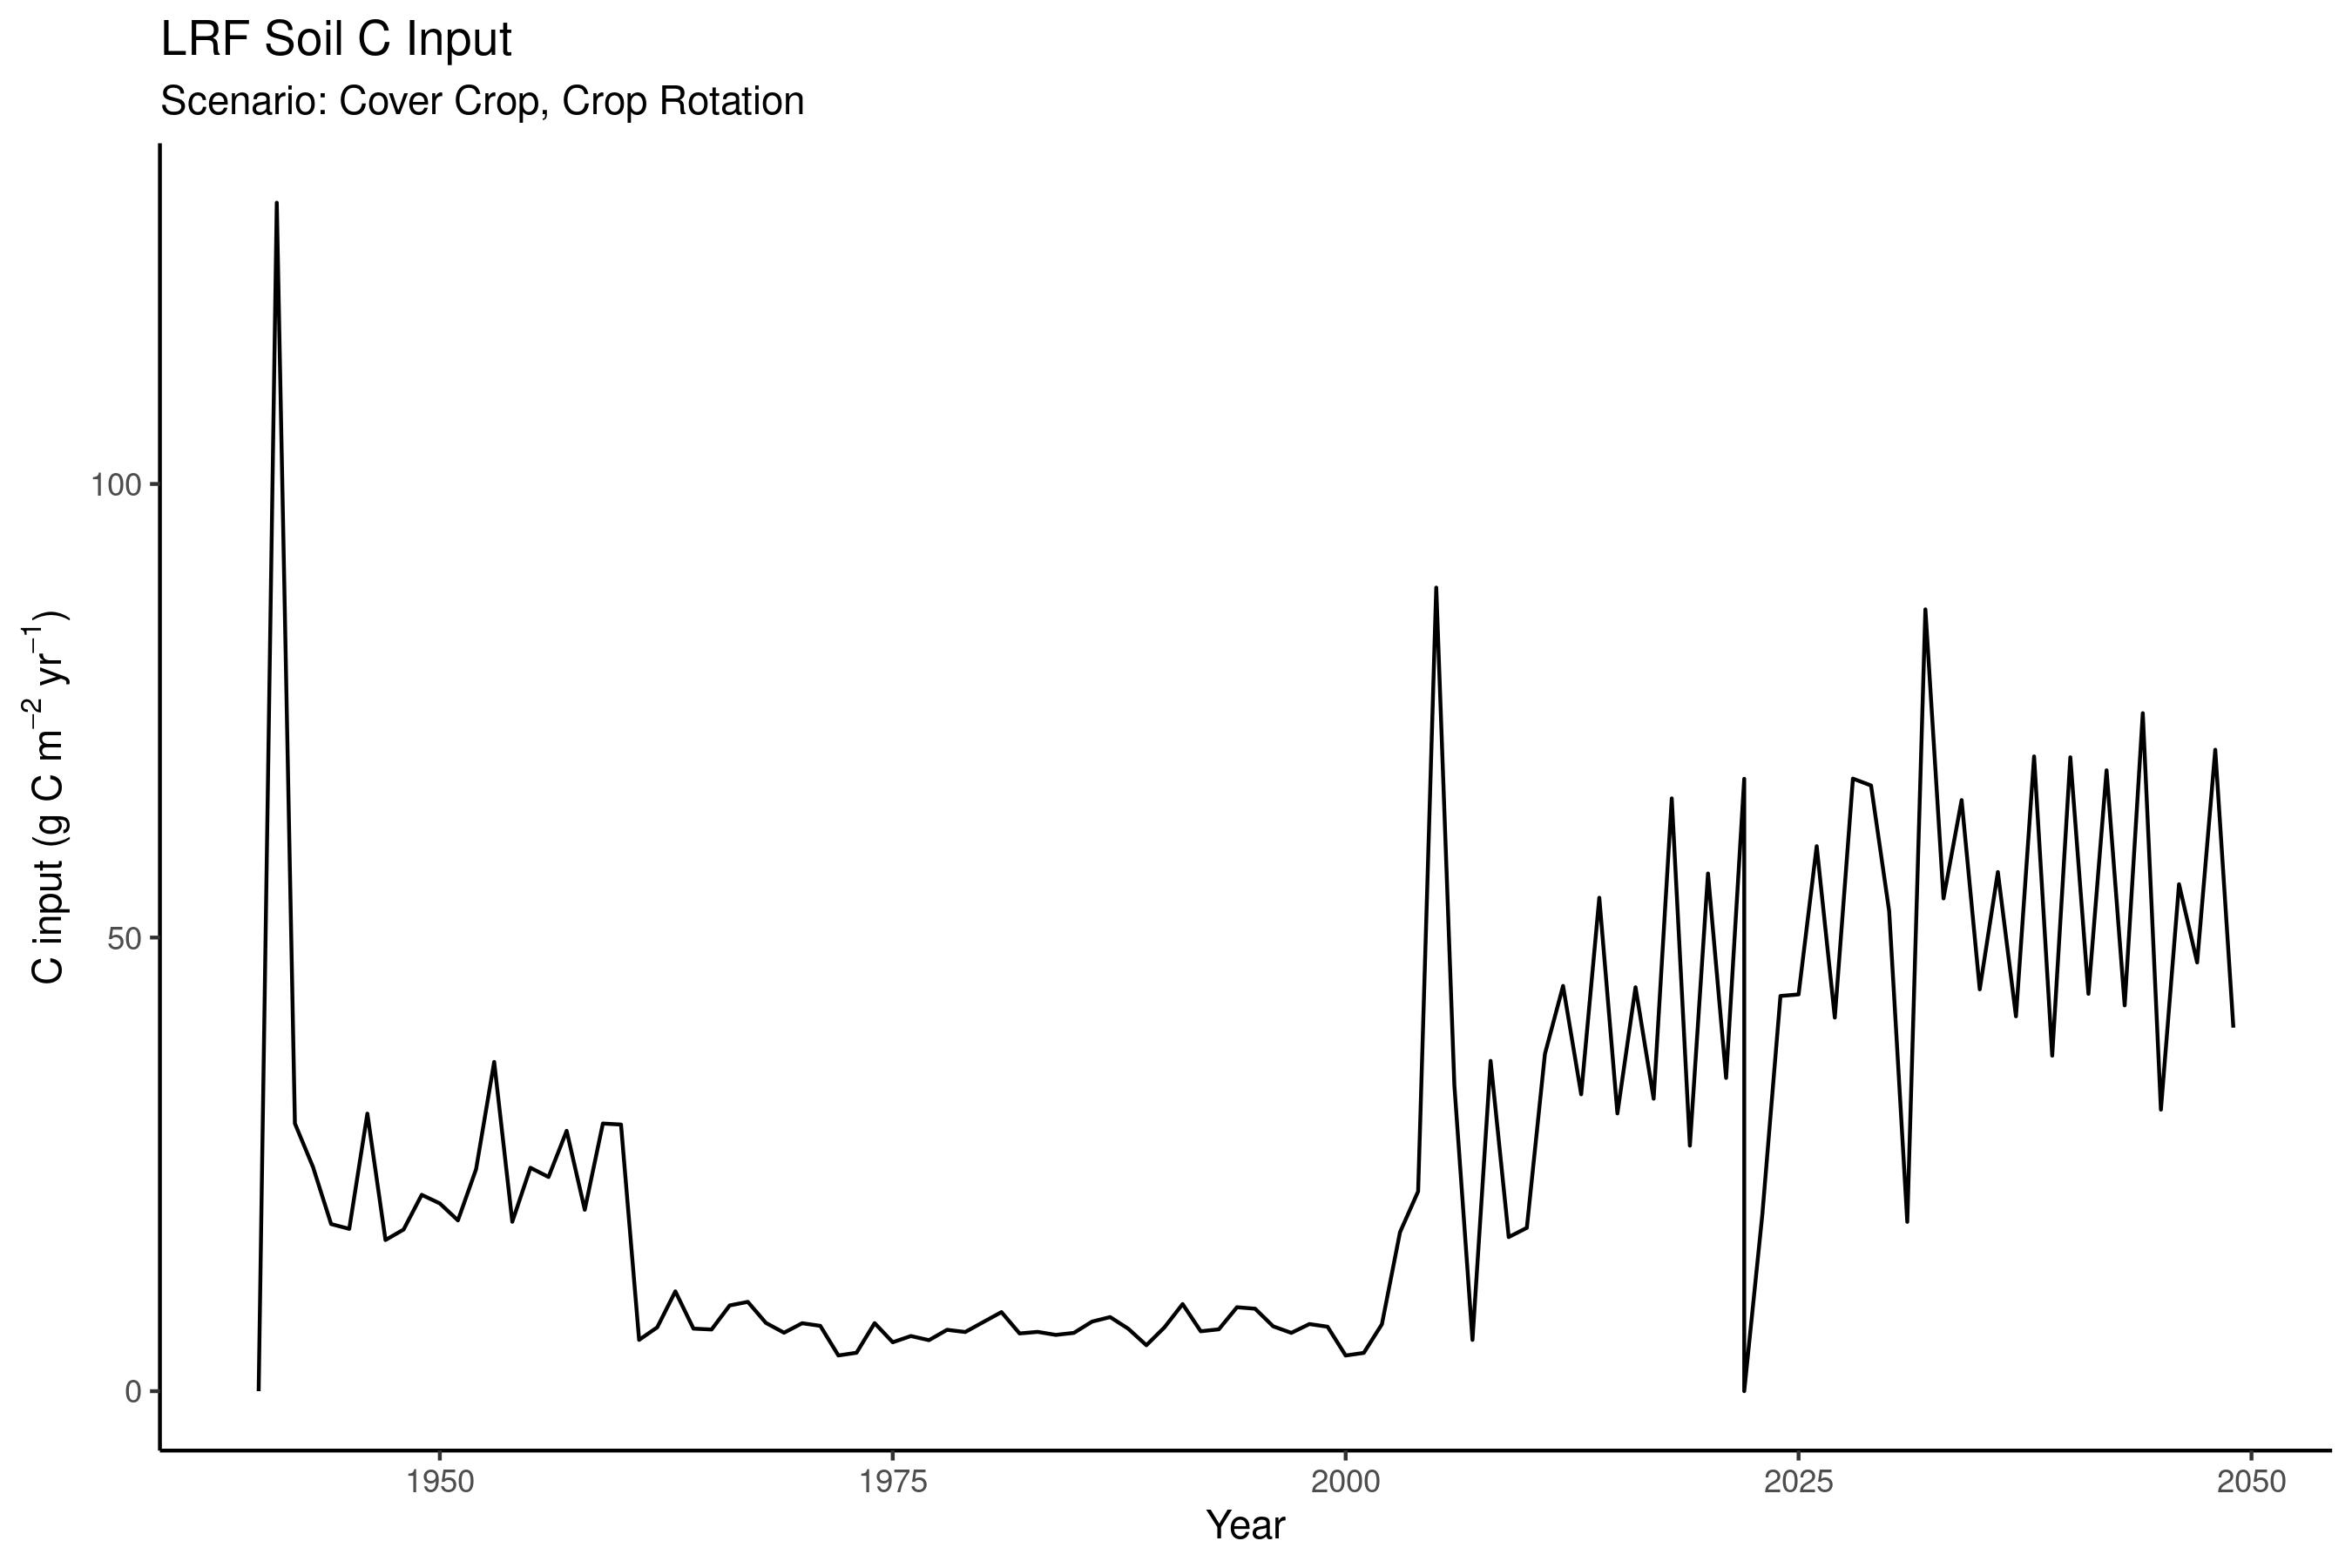 LRF Soil C Input
Scenario: Cover Crop, Crop Rotation
C input (g C m⁻² yr⁻¹)
100
50
0
1950 1975 2000 2025 2050
Year